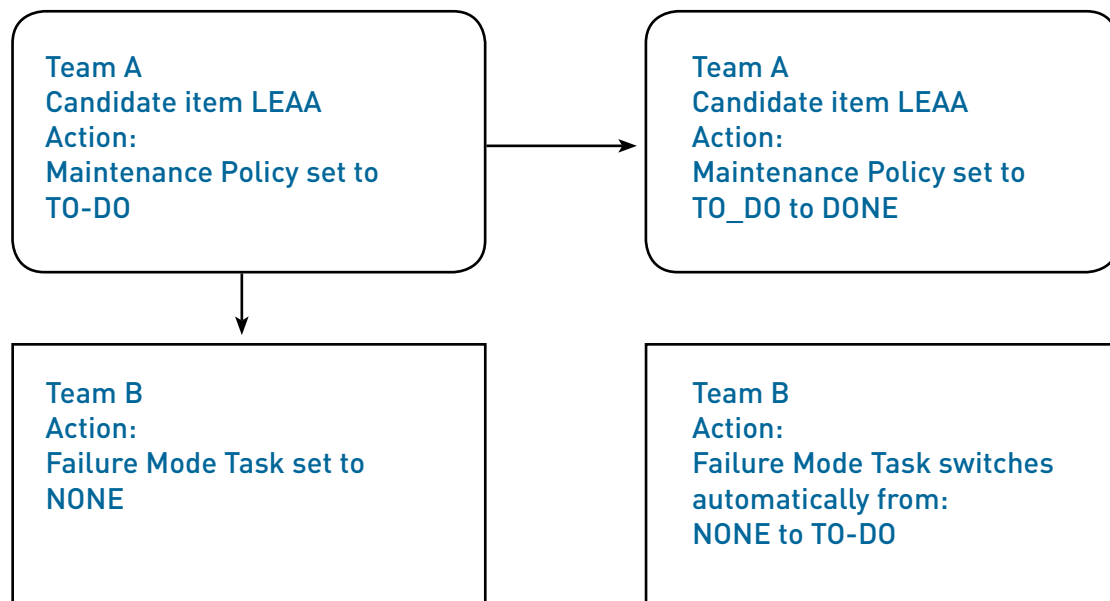 Team A
Candidate item LEAA
Action:
Maintenance Policy set to
TO-DO
Team A
Candidate item LEAA
Action:
Maintenance Policy set to
TO_DO to DONE
Team B
Action:
Failure Mode Task set to
NONE
Team B
Action:
Failure Mode Task switches
automatically from:
NONE to TO-DO